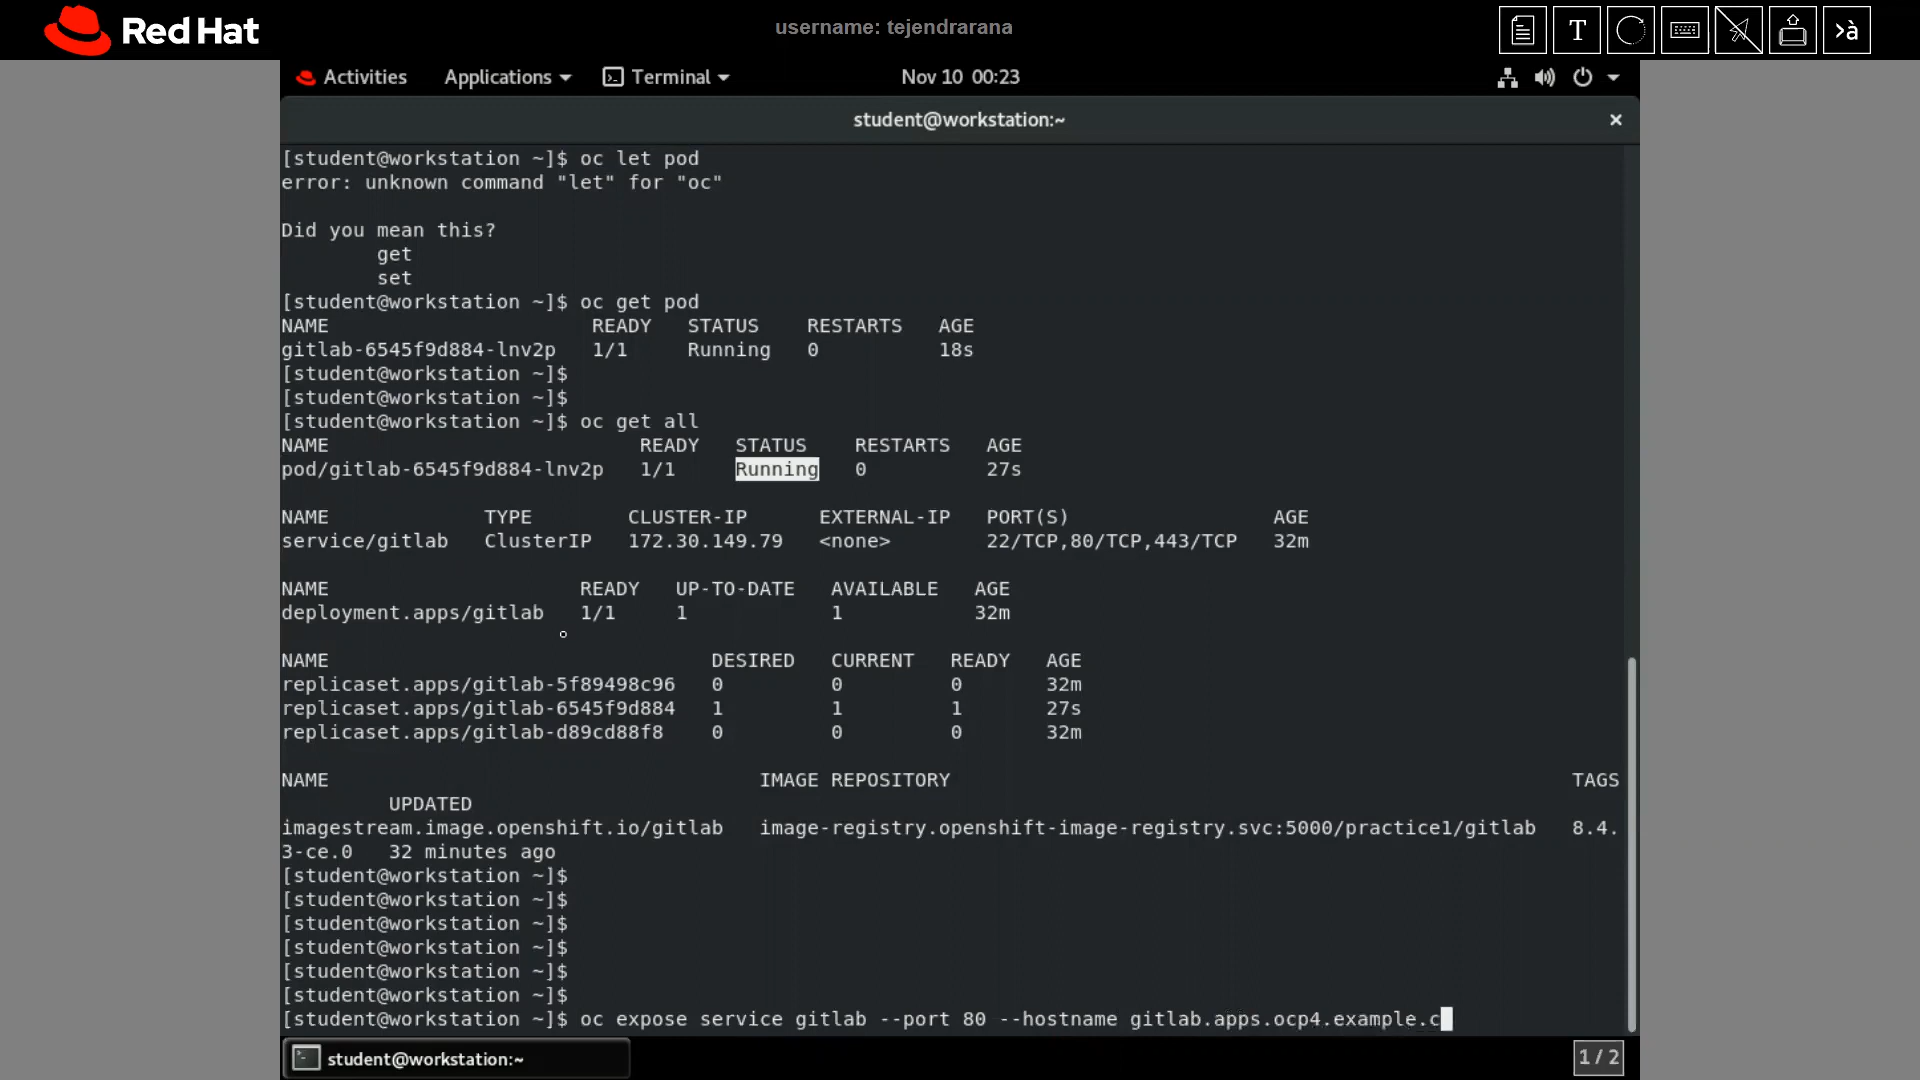 Red Hat
username: tejendrarana
T
>à
Activities Applications Terminal Nov 10 00:23
student@workstation:~ ×
[student@workstation ~]$ oc let pod
error: unknown command "let" for "oc"
Did you mean this?
get
set
[student@workstation ~]$ oc get pod
NAME READY STATUS RESTARTS AGE
gitlab-6545f9d884-lnv2p 1/1 Running 0 18s
[student@workstation ~]$
[student@workstation ~]$
[student@workstation ~]$ oc get all
NAME READY STATUS RESTARTS AGE
pod/gitlab-6545f9d884-lnv2p 1/1 Running 0 27s
NAME TYPE CLUSTER-IP EXTERNAL-IP PORT(S) AGE
service/gitlab ClusterIP 172.30.149.79 <none> 22/TCP,80/TCP,443/TCP 32m
NAME READY UP-TO-DATE AVAILABLE AGE
deployment.apps/gitlab 1/1 1 1 32m
NAME DESIRED CURRENT READY AGE
replicaset.apps/gitlab-5f89498c96 0 0 0 32m
replicaset.apps/gitlab-6545f9d884 1 1 1 27s
replicaset.apps/gitlab-d89cd88f8 0 0 0 32m
NAME IMAGE REPOSITORY TAGS
UPDATED
imagestream.image.openshift.io/gitlab image-registry.openshift-image-registry.svc:5000/practice1/gitlab 8.4.
3-ce.0 32 minutes ago
[student@workstation ~]$
[student@workstation ~]$
[student@workstation ~]$
[student@workstation ~]$
[student@workstation ~]$
[student@workstation ~]$
[student@workstation ~]$ oc expose service gitlab --port 80 --hostname gitlab.apps.ocp4.example.c
student@workstation:~ 1 / 2